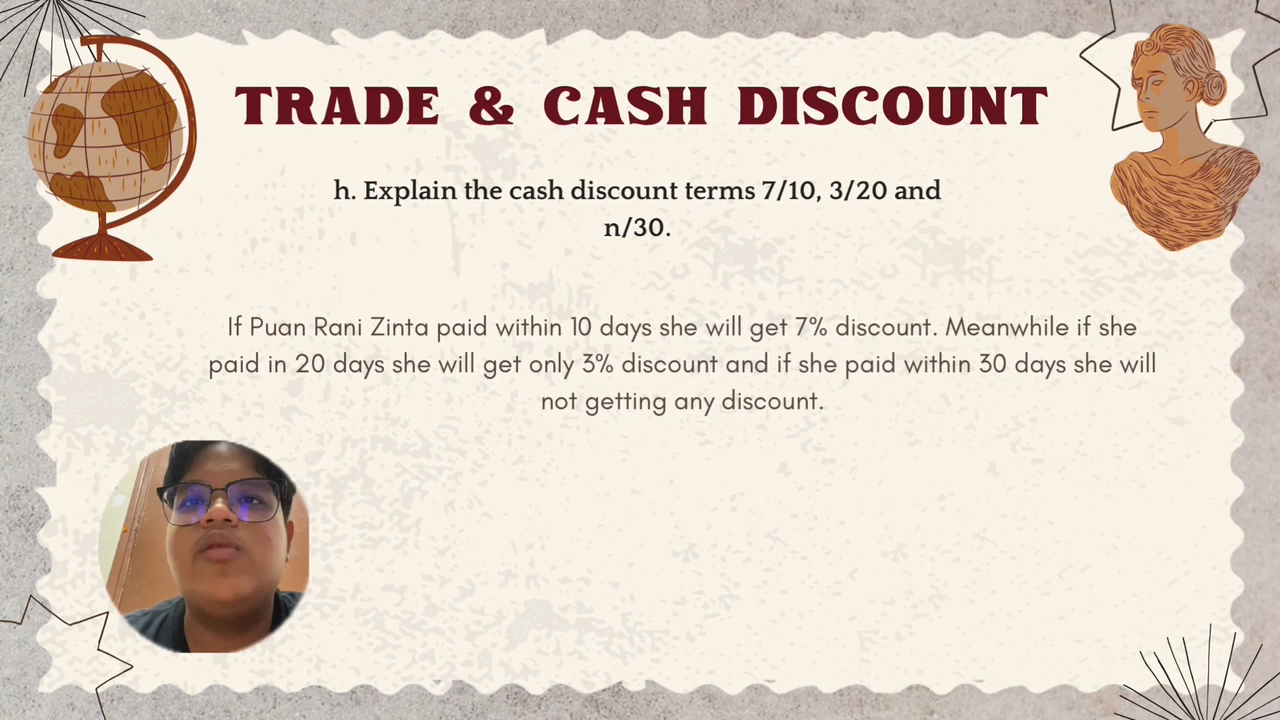 TRADE & CASH DISCOUNT
h. Explain the cash discount terms 7/10, 3/20 and
n/30.
If Puan Rani Zinta paid within 10 days she will get 7% discount. Meanwhile if she
paid in 20 days she will get only 3% discount and if she paid within 30 days she will
not getting any discount.